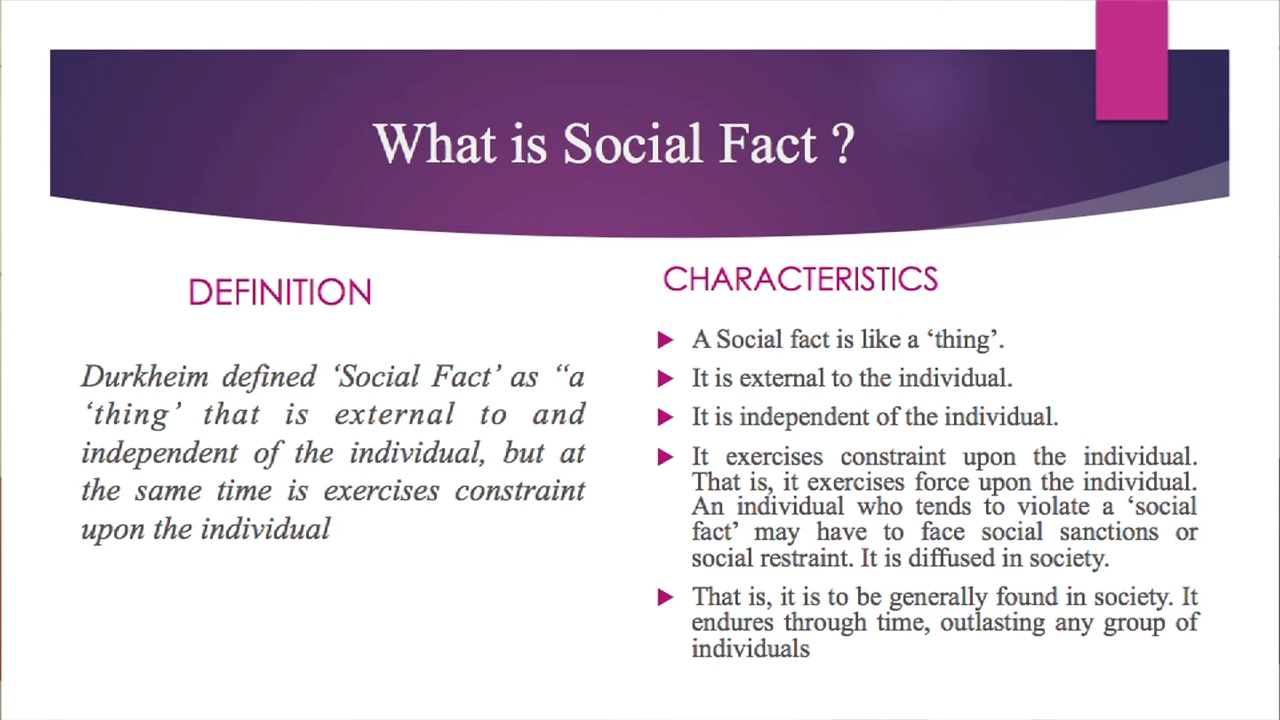 What is Social Fact ?
DEFINITION
Durkheim defined ‘Social Fact’ as “a
‘thing’ that is external to and
independent of the individual, but at
the same time is exercises constraint
upon the individual
CHARACTERISTICS
A Social fact is like a ‘thing’.
It is external to the individual.
It is independent of the individual.
It exercises constraint upon the individual.
That is, it exercises force upon the individual.
An individual who tends to violate a ‘social
fact’ may have to face social sanctions or
social restraint. It is diffused in society.
That is, it is to be generally found in society. It
endures through time, outlasting any group of
individuals